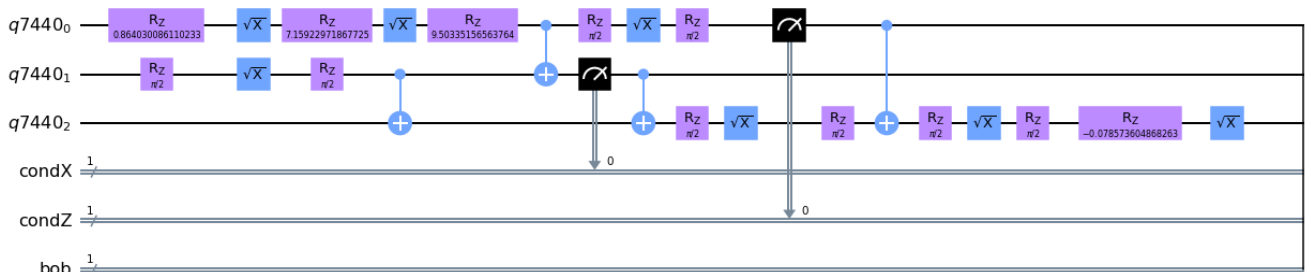 q7440₀ R_Z 0.864030086110233 √X R_Z 7.15922971867725 √X R_Z 9.50335156563764 R_Z π/2 √X R_Z π/2
q7440₁ R_Z π/2 √X R_Z π/2
q7440₂ R_Z π/2 √X R_Z π/2 R_Z π/2 √X R_Z π/2 R_Z −0.078573604868263 √X
condX 1 0
condZ 1 0
bob 1